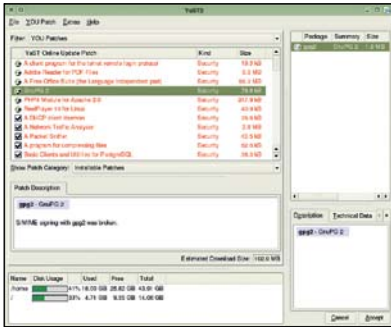 YaST2
File YOU Patch Extras Help
Filter: YOU Patches
YaST Online Update Patch Kind Size
A client program for the telnet remote login protocol Security
Adobe Reader for PDF Files Security
A Free Office Suite (the Language Independent part) Security
GnuPG 2 Security
PHP5 Module for Apache 2.0 Security
RealPlayer 10 for Linux Security
A DHCP client daemon Security
A Network Traffic Analyzer Security
A Packet Sniffer Security
A program for compressing files Security
Basic Clients and Utilities for PostgreSQL Security
Show Patch Category: Installable Patches
Patch Description
gpg2 - GnuPG 2
S/MIME signing with gpg2 was broken.
Estimated Download Size:
Name Disk Usage Used Free Total
/home 41%
/ 33%
Package Summary Size
gpg2 GnuPG 2
Description Technical Data
gpg2 - GnuPG 2
Cancel Accept